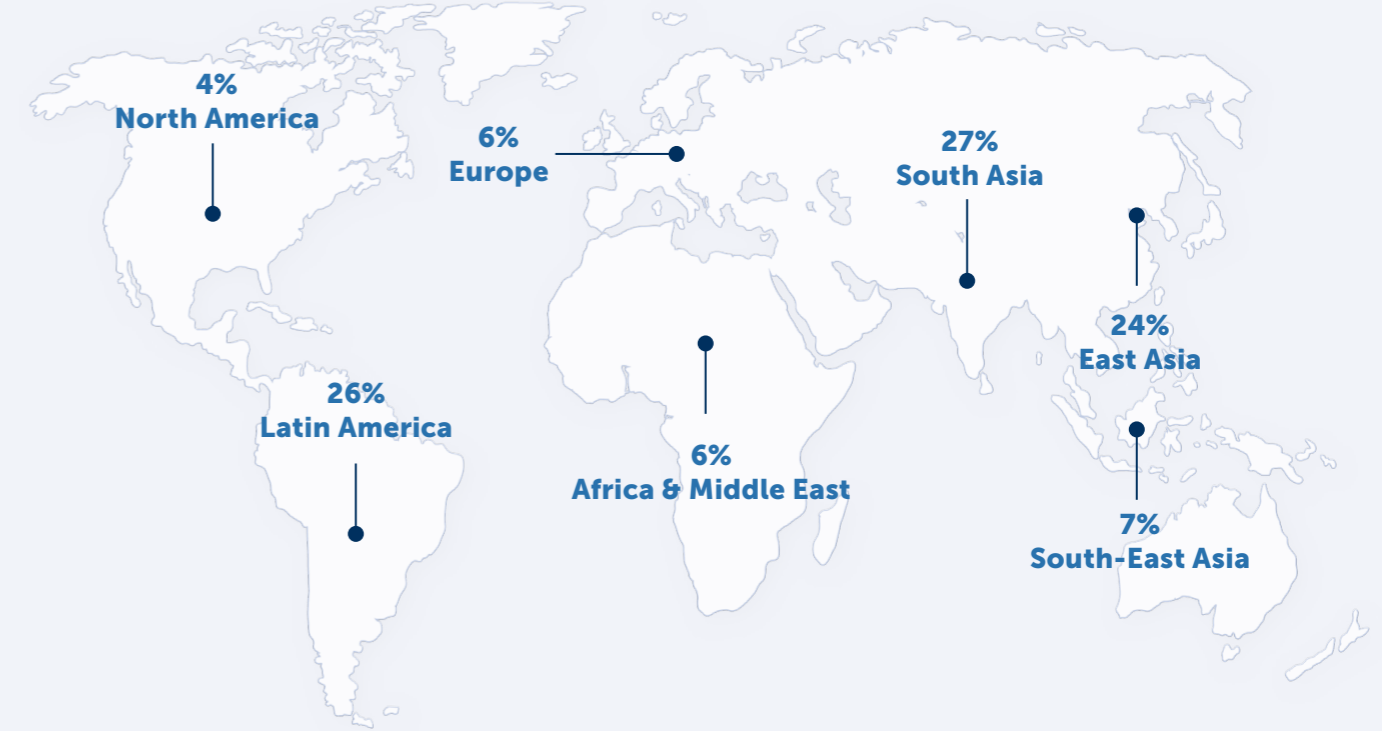 4%
North America
6%
Europe
27%
South Asia
24%
East Asia
26%
Latin America
6%
Africa & Middle East
7%
South-East Asia